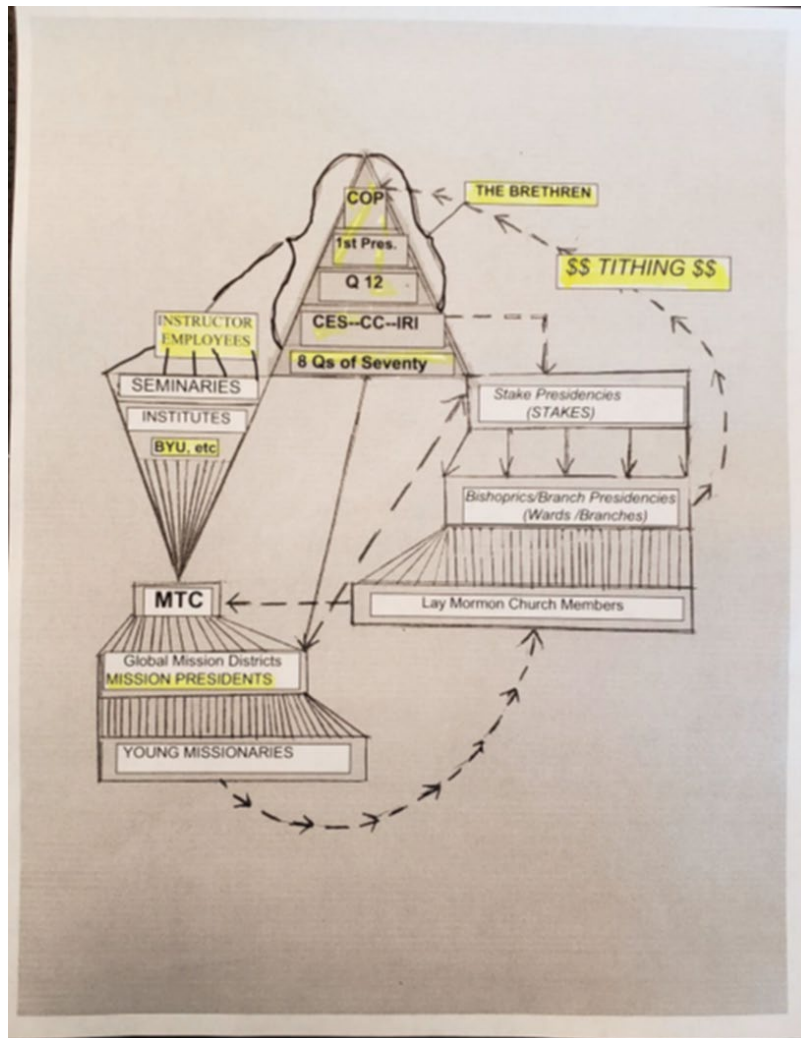 COP
THE BRETHREN
1st Pres.
$$ TITHING $$
Q 12
INSTRUCTOR
EMPLOYEES
CES--CC--IRI
8 Qs of Seventy
SEMINARIES
INSTITUTES
BYU, etc
Stake Presidencies
(STAKES)
Bishoprics/Branch Presidencies
(Wards /Branches)
MTC
Lay Mormon Church Members
Global Mission Districts
MISSION PRESIDENTS
YOUNG MISSIONARIES